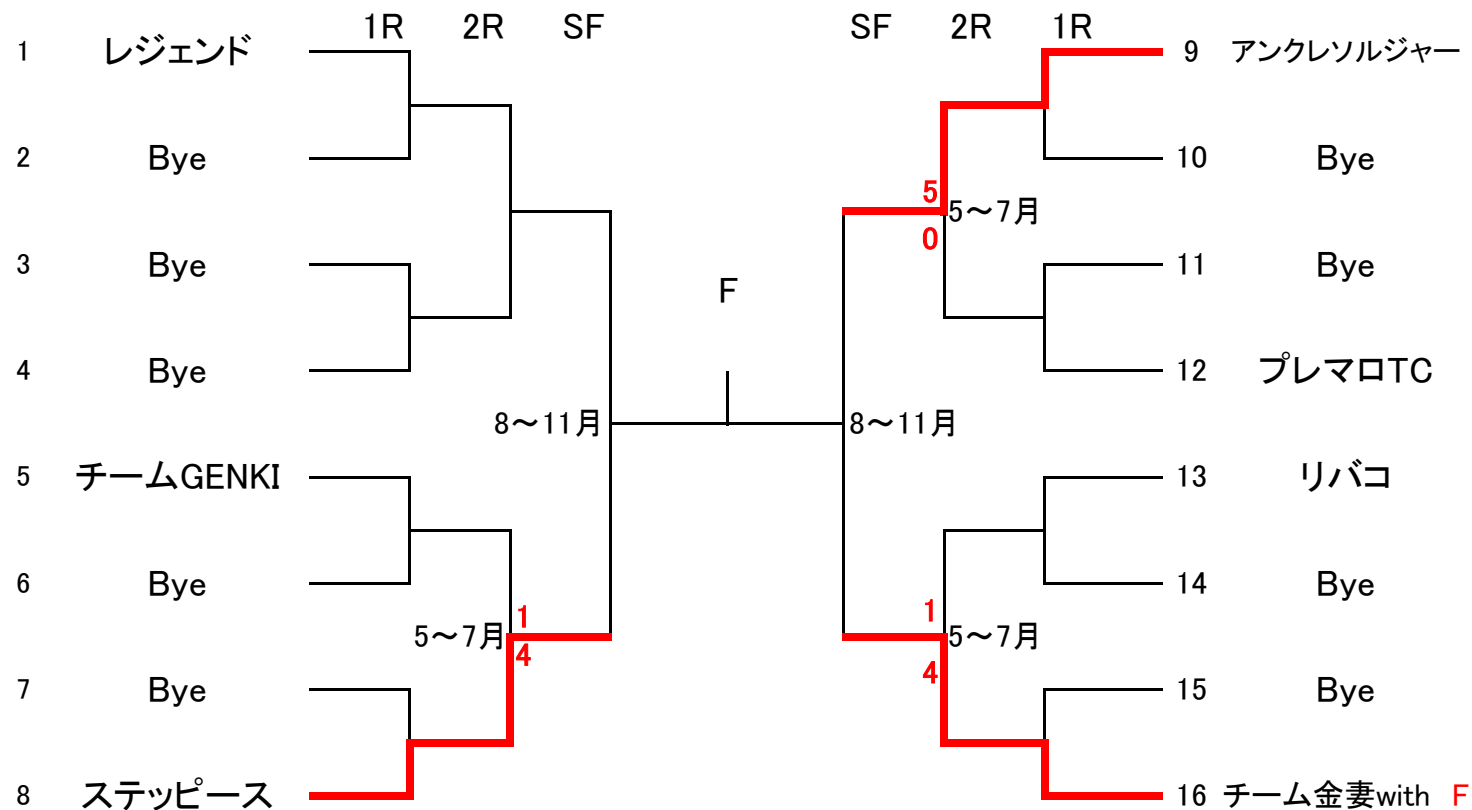 1R 2R SF SF 2R 1R
1 レジェンド
9 アンクレソルジャー
2 Bye
10 Bye
5
5～7月
0
3 Bye
11 Bye
F
4 Bye
12 プレマロTC
8～11月
8～11月
5 チームGENKI
13 リバコ
6 Bye
14 Bye
1
5～7月
4
1
5～7月
4
7 Bye
15 Bye
8 ステッピース
16 チーム金妻with F